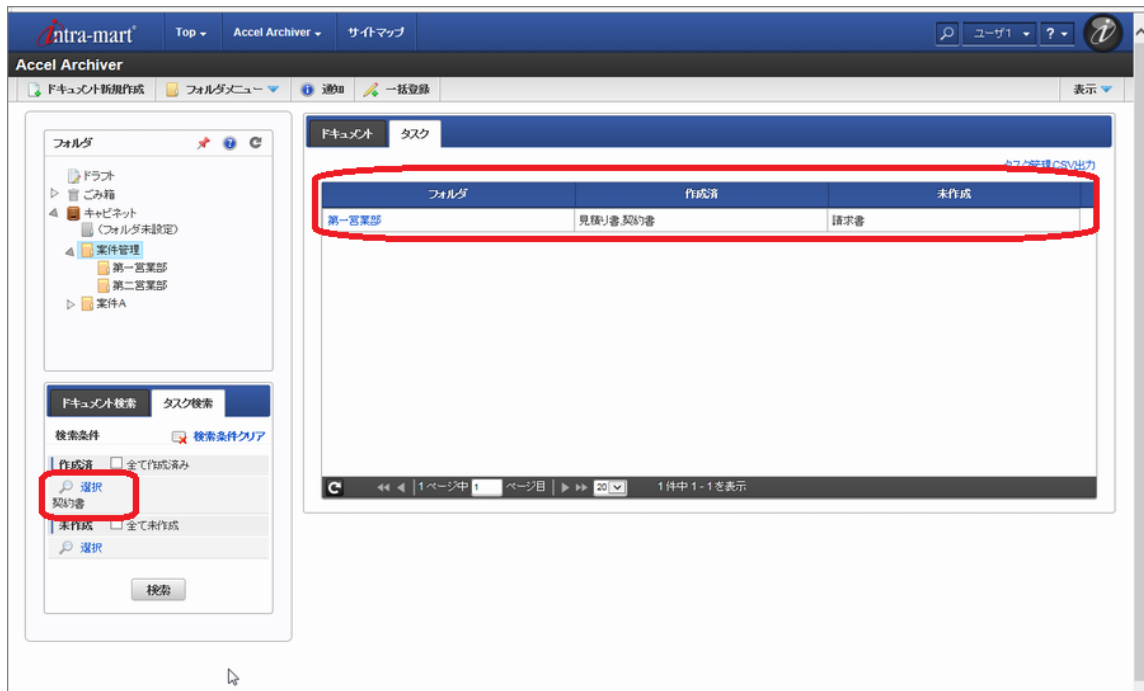 intra-mart
Top
Accel Archiver
サイトマップ
ユーザ1
?
Accel Archiver
ドキュメント新規作成
フォルダメニュー
通知
一括登録
表示
フォルダ
ドラフト
ごみ箱
キャビネット
(フォルダ未設定)
案件管理
第一営業部
第二営業部
案件A
ドキュメント
タスク
タスク管理CSV出力
フォルダ 作成済 未作成
第一営業部 見積り書,契約書 請求書
1ページ中 1 ページ目 20 1件中 1 - 1を表示
ドキュメント検索
タスク検索
検索条件
検索条件クリア
作成済 全て作成済み
選択
契約書
未作成 全て未作成
選択
検索